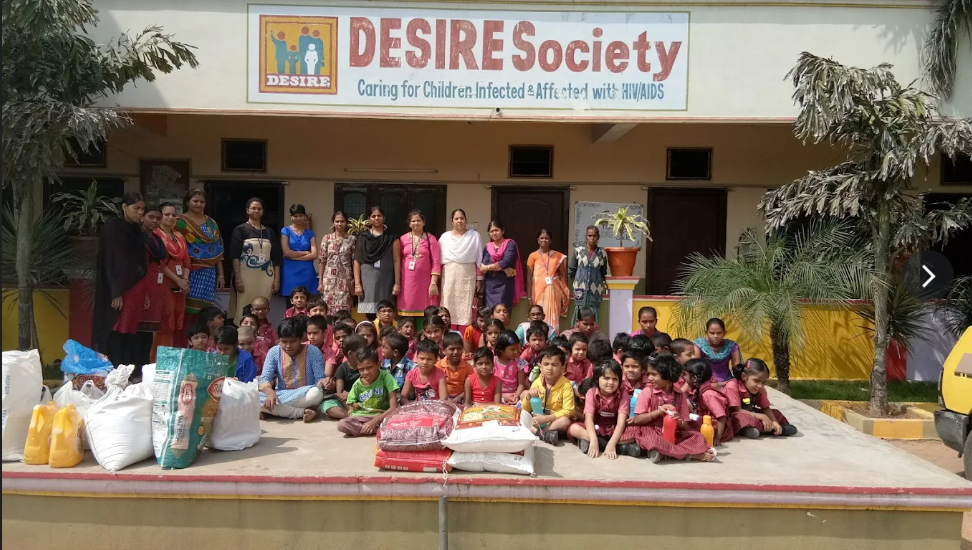 DESIRE Society
DESIRE
Caring for Children Infected & Affected with HIV/AIDS